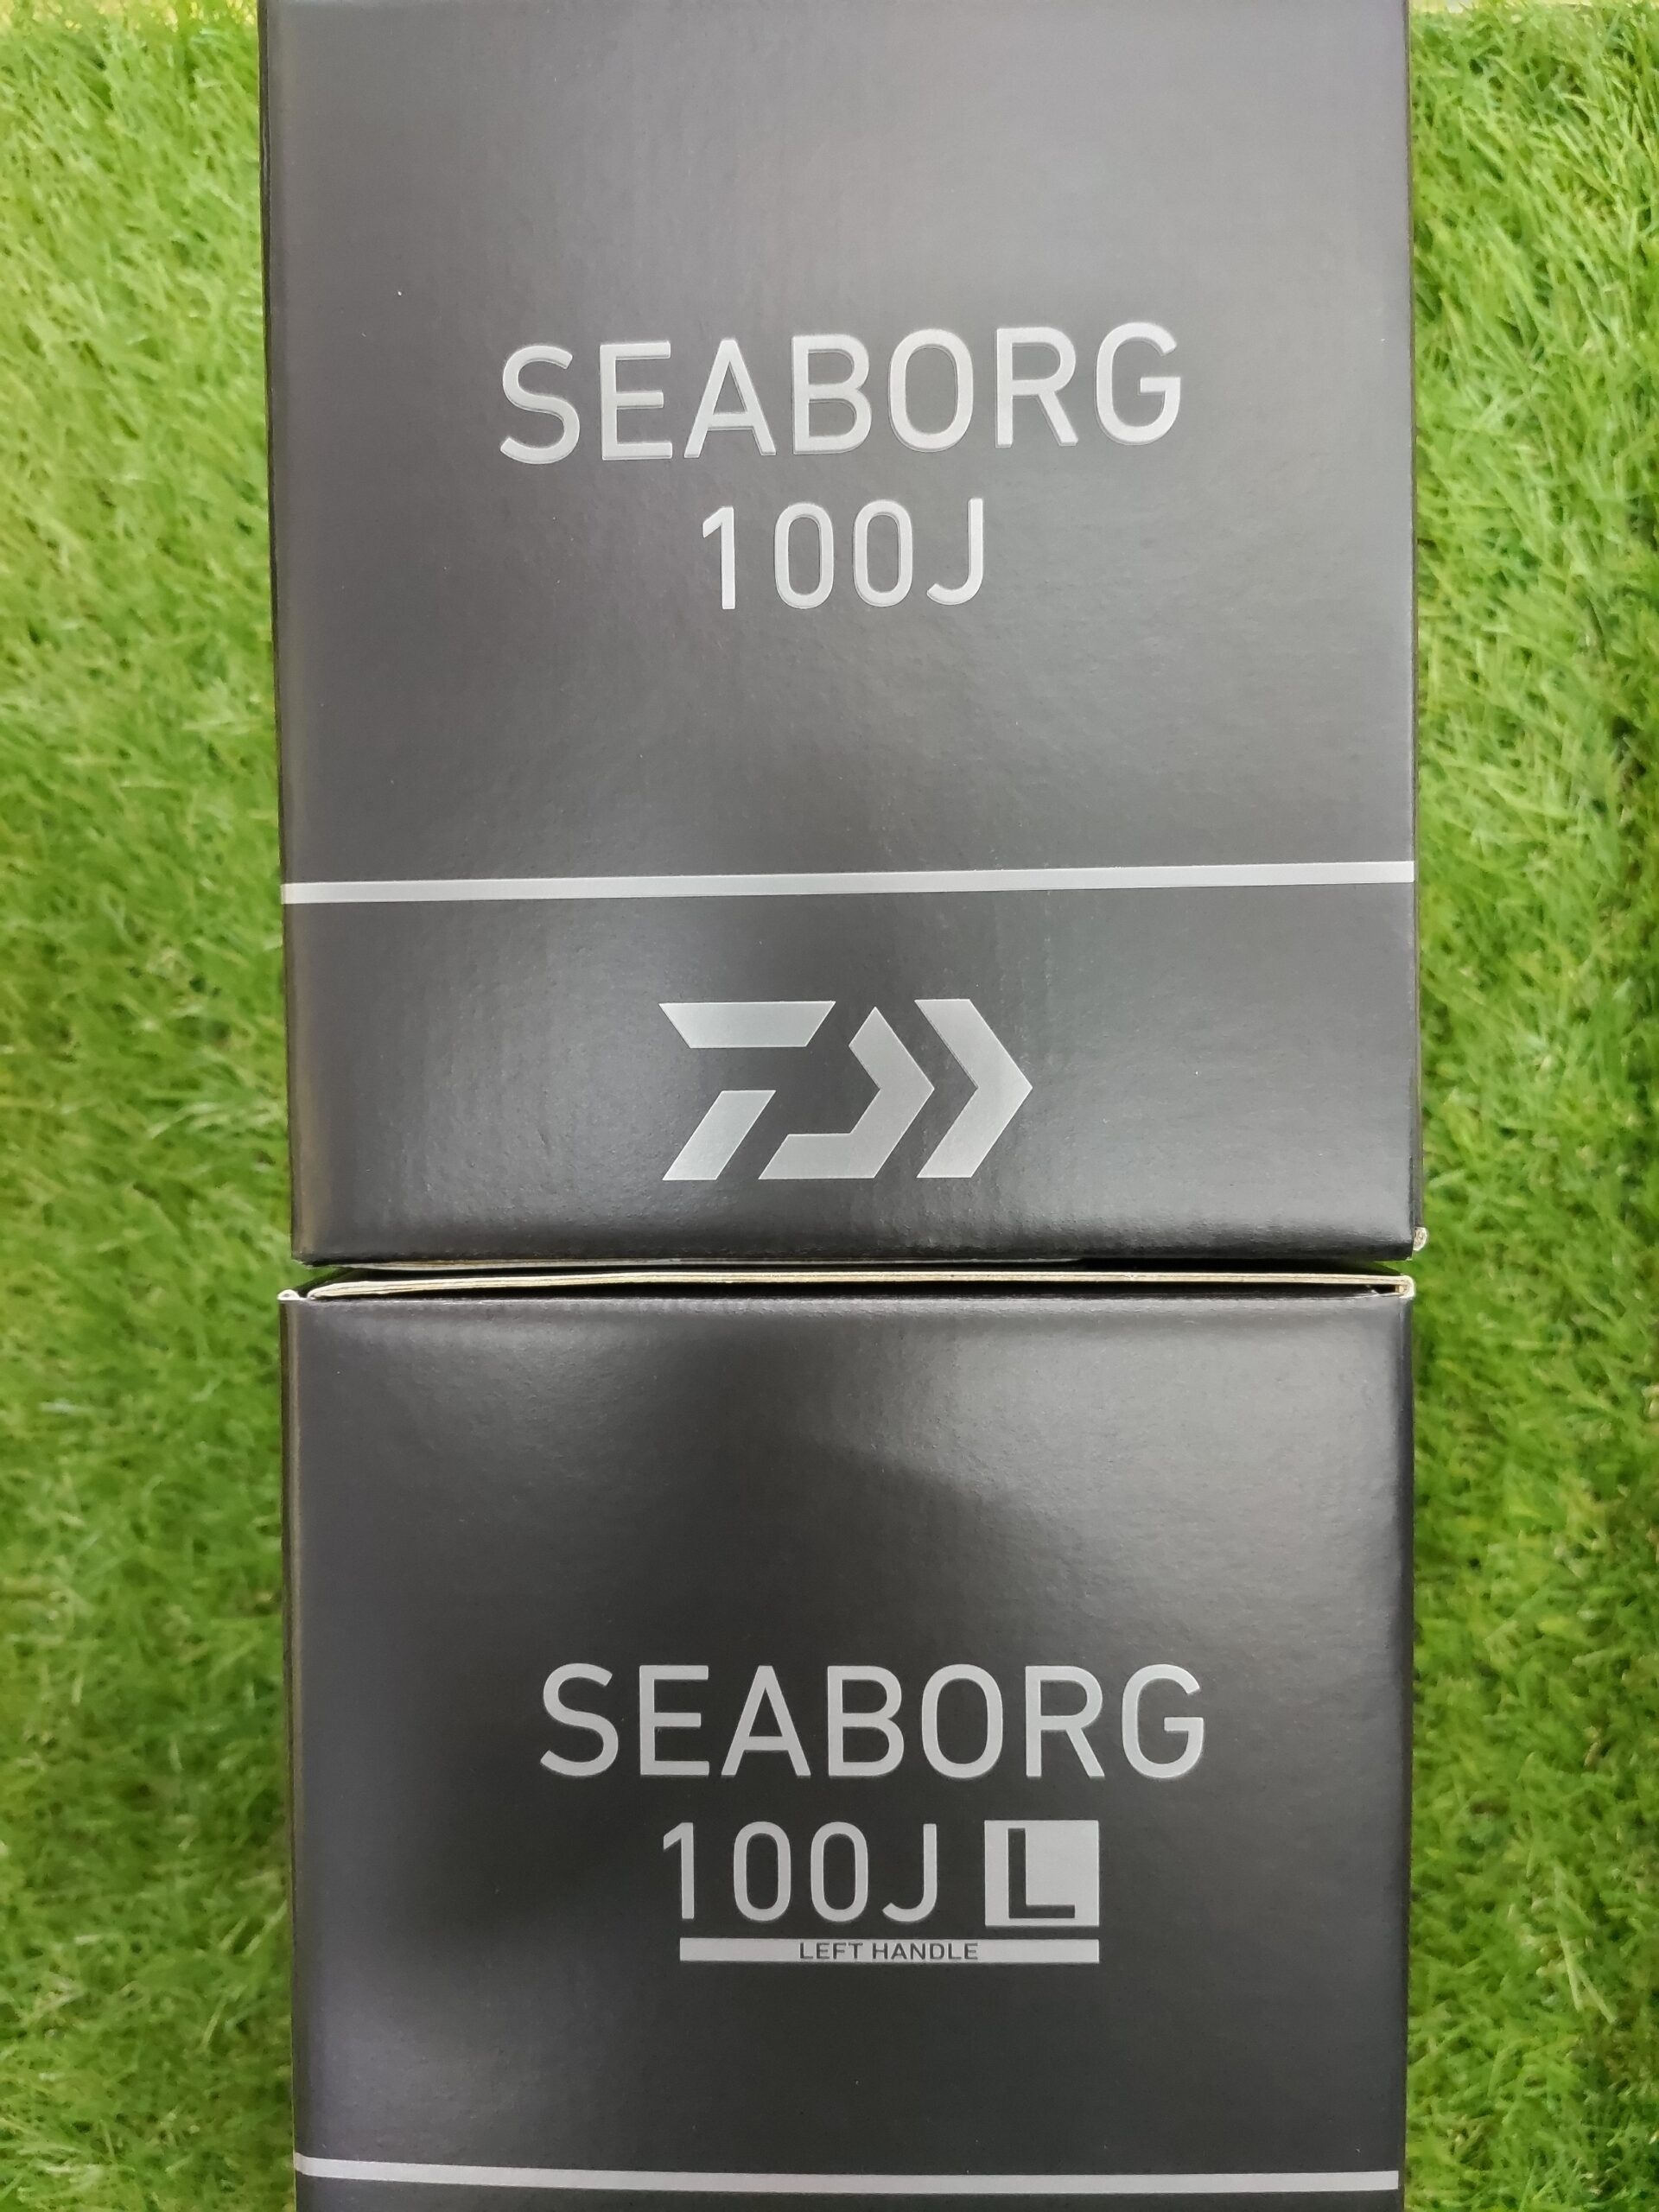 SEABORG
100J
SEABORG
100J L
LEFT HANDLE